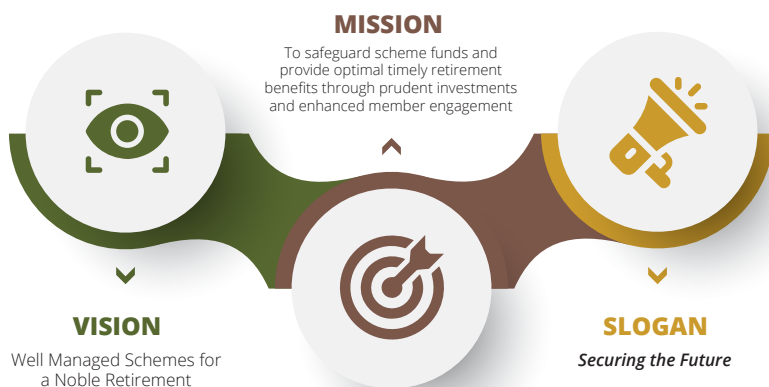 MISSION
To safeguard scheme funds and
provide optimal timely retirement
benefits through prudent investments
and enhanced member engagement
VISION
Well Managed Schemes for
a Noble Retirement
SLOGAN
Securing the Future